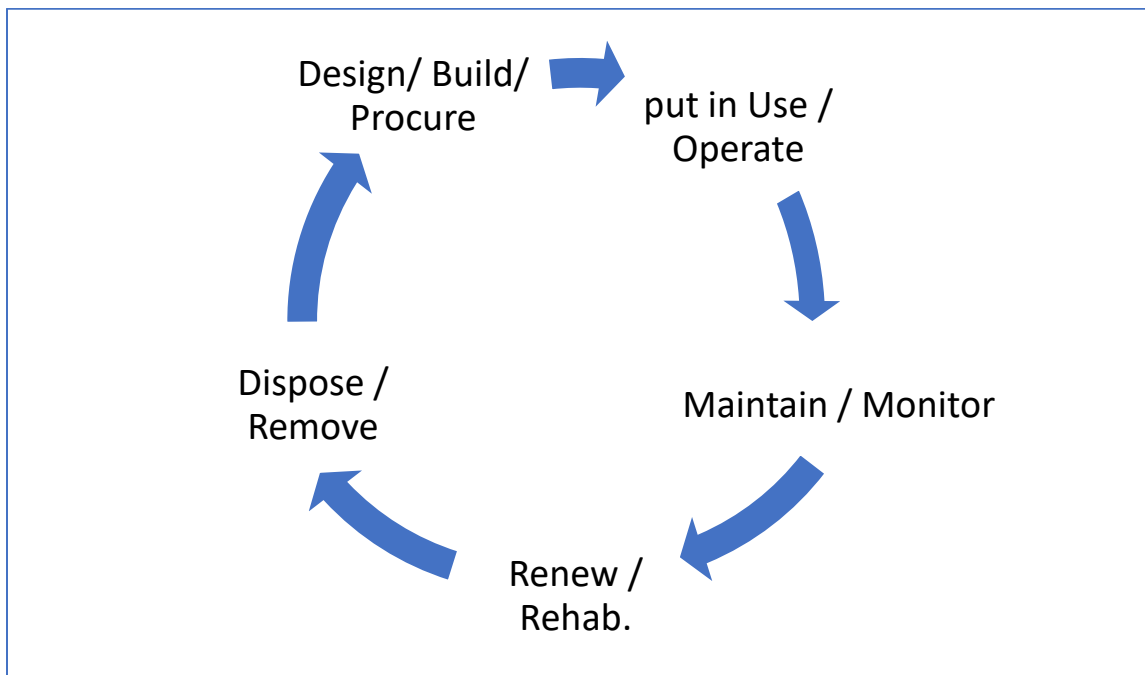 Design/ Build/
Procure
put in Use /
Operate
Maintain / Monitor
Renew /
Rehab.
Dispose /
Remove